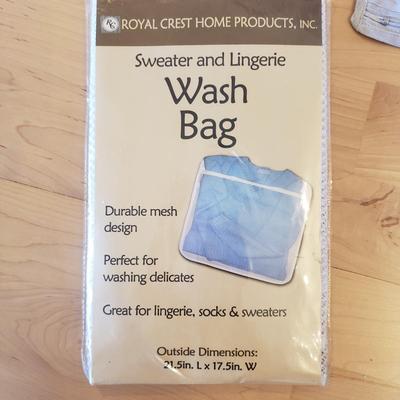 RC ROYAL CREST HOME PRODUCTS, INC.
Sweater and Lingerie
Wash
Bag
Durable mesh
design
Perfect for
washing delicates
Great for lingerie, socks & sweaters
Outside Dimensions:
21.5in. L x 17.5in. W